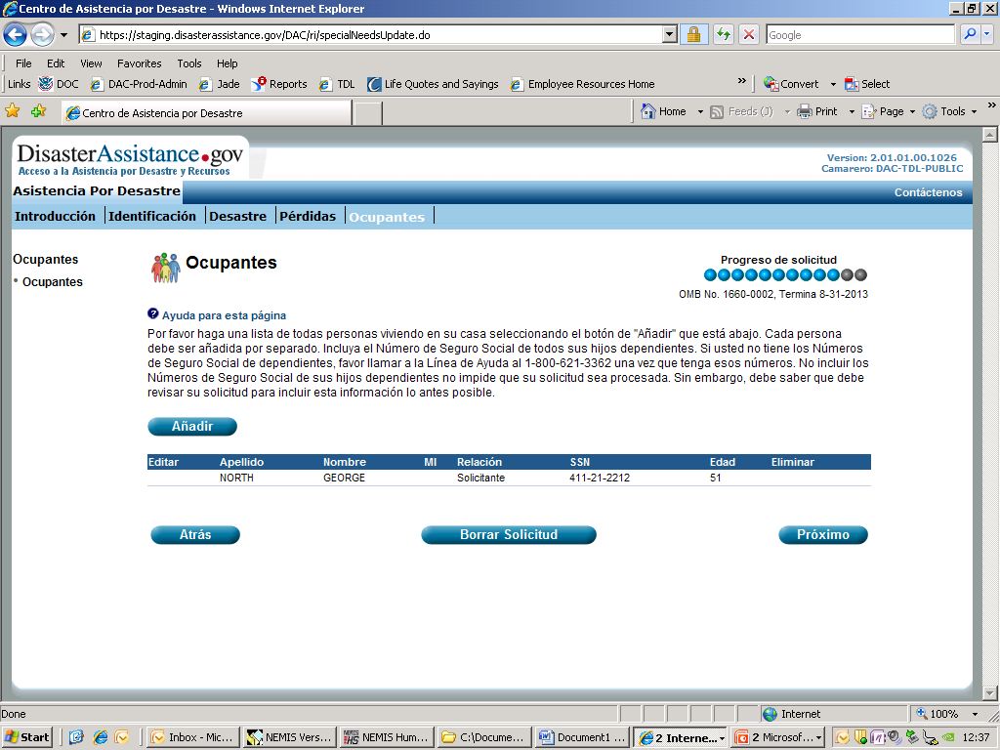 Centro de Asistencia por Desastre - Windows Internet Explorer
https://staging.disasterassistance.gov/DAC/ri/specialNeedsUpdate.do
Google
File Edit View Favorites Tools Help
Links DOC DAC-Prod-Admin Jade Reports TDL Life Quotes and Sayings Employee Resources Home » Convert Select
Centro de Asistencia por Desastre
Home Feeds (J) Print Page Tools »
DisasterAssistance.gov
Acceso a la Asistencia por Desastre y Recursos
Version: 2.01.01.00.1026
Camarero: DAC-TDL-PUBLIC
Asistencia Por Desastre
Contáctenos
Introducción Identificación Desastre Pérdidas Ocupantes
Ocupantes
• Ocupantes
Ocupantes
Progreso de solicitud
OMB No. 1660-0002, Termina 8-31-2013
Ayuda para esta página
Por favor haga una lista de todas personas viviendo en su casa seleccionando el botón de "Añadir" que está abajo. Cada persona
debe ser añadida por separado. Incluya el Número de Seguro Social de todos sus hijos dependientes. Si usted no tiene los Números
de Seguro Social de dependientes, favor llamar a la Línea de Ayuda al 1-800-621-3362 una vez que tenga esos números. No incluir los
Números de Seguro Social de sus hijos dependientes no impide que su solicitud sea procesada. Sin embargo, debe saber que debe
revisar su solicitud para incluir esta información lo antes posible.
Añadir
Editar Apellido Nombre MI Relación SSN Edad Eliminar
NORTH GEORGE Solicitante 411-21-2212 51
Atrás Borrar Solicitud Próximo
Done Internet 100%
Start Inbox - Mic... NEMIS Vers... NEMIS Hum... C:\Docume... Document1 ... 2 Interne... 2 Microsof... 12:37